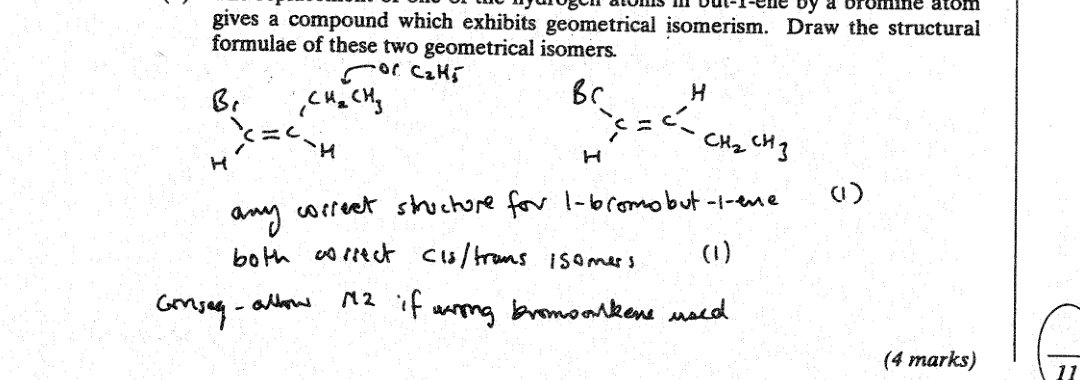 gives a compound which exhibits geometrical isomerism. Draw the structural
formulae of these two geometrical isomers.
or C₂H₅
Br CH₂CH₃
C=C
H H
Br H
C=C
H CH₂CH₃
any correct structure for 1-bromobut-1-ene (1)
both correct cis/trans isomers (1)
Conseq - allow M2 if wrong bromoalkene used
(4 marks)
11